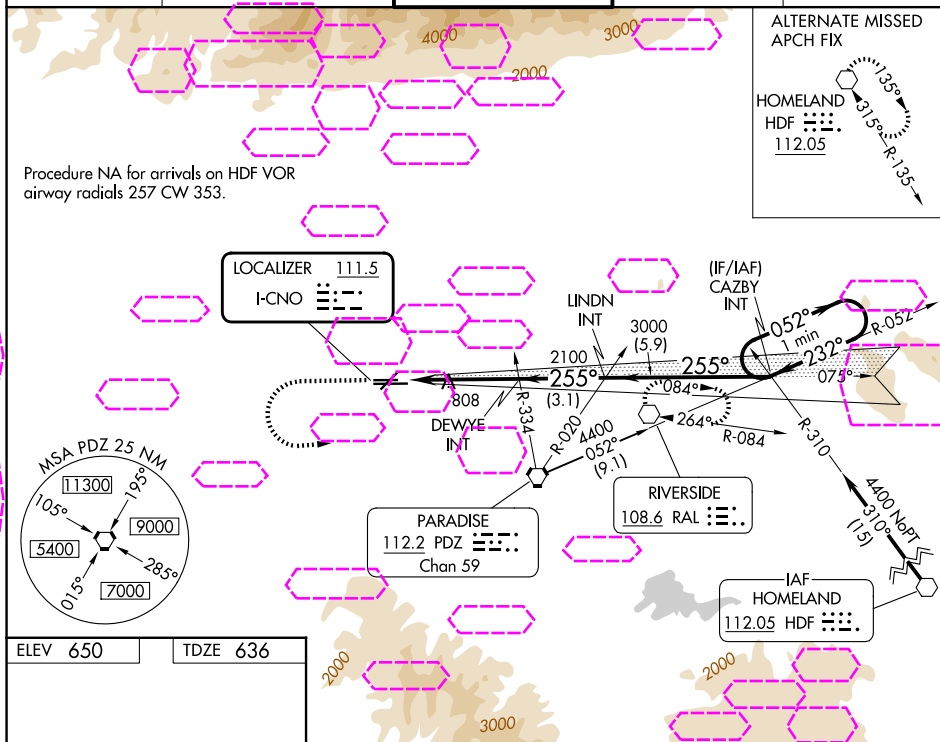 4000
3000
2000
ALTERNATE MISSED
APCH FIX
135°
HOMELAND
HDF
112.05
315°
R-135
Procedure NA for arrivals on HDF VOR
airway radials 257 CW 353.
LOCALIZER 111.5
I-CNO
LINDN
INT
(IF/IAF)
CAZBY
INT
052°
1 min
R-052
232°
3000
(5.9)
2100
255°
255°
075°
084°
(3.1)
808
DEWYE
INT
R-334
R-020
264°
R-084
4400
052°
(9.1)
R-310
4400 NoPT
310°
(15)
MSA PDZ 25 NM
11300
195°
105°
9000
5400
285°
015°
7000
PARADISE
112.2 PDZ
Chan 59
RIVERSIDE
108.6 RAL
IAF
HOMELAND
112.05 HDF
ELEV 650
TDZE 636
2000
3000
2000